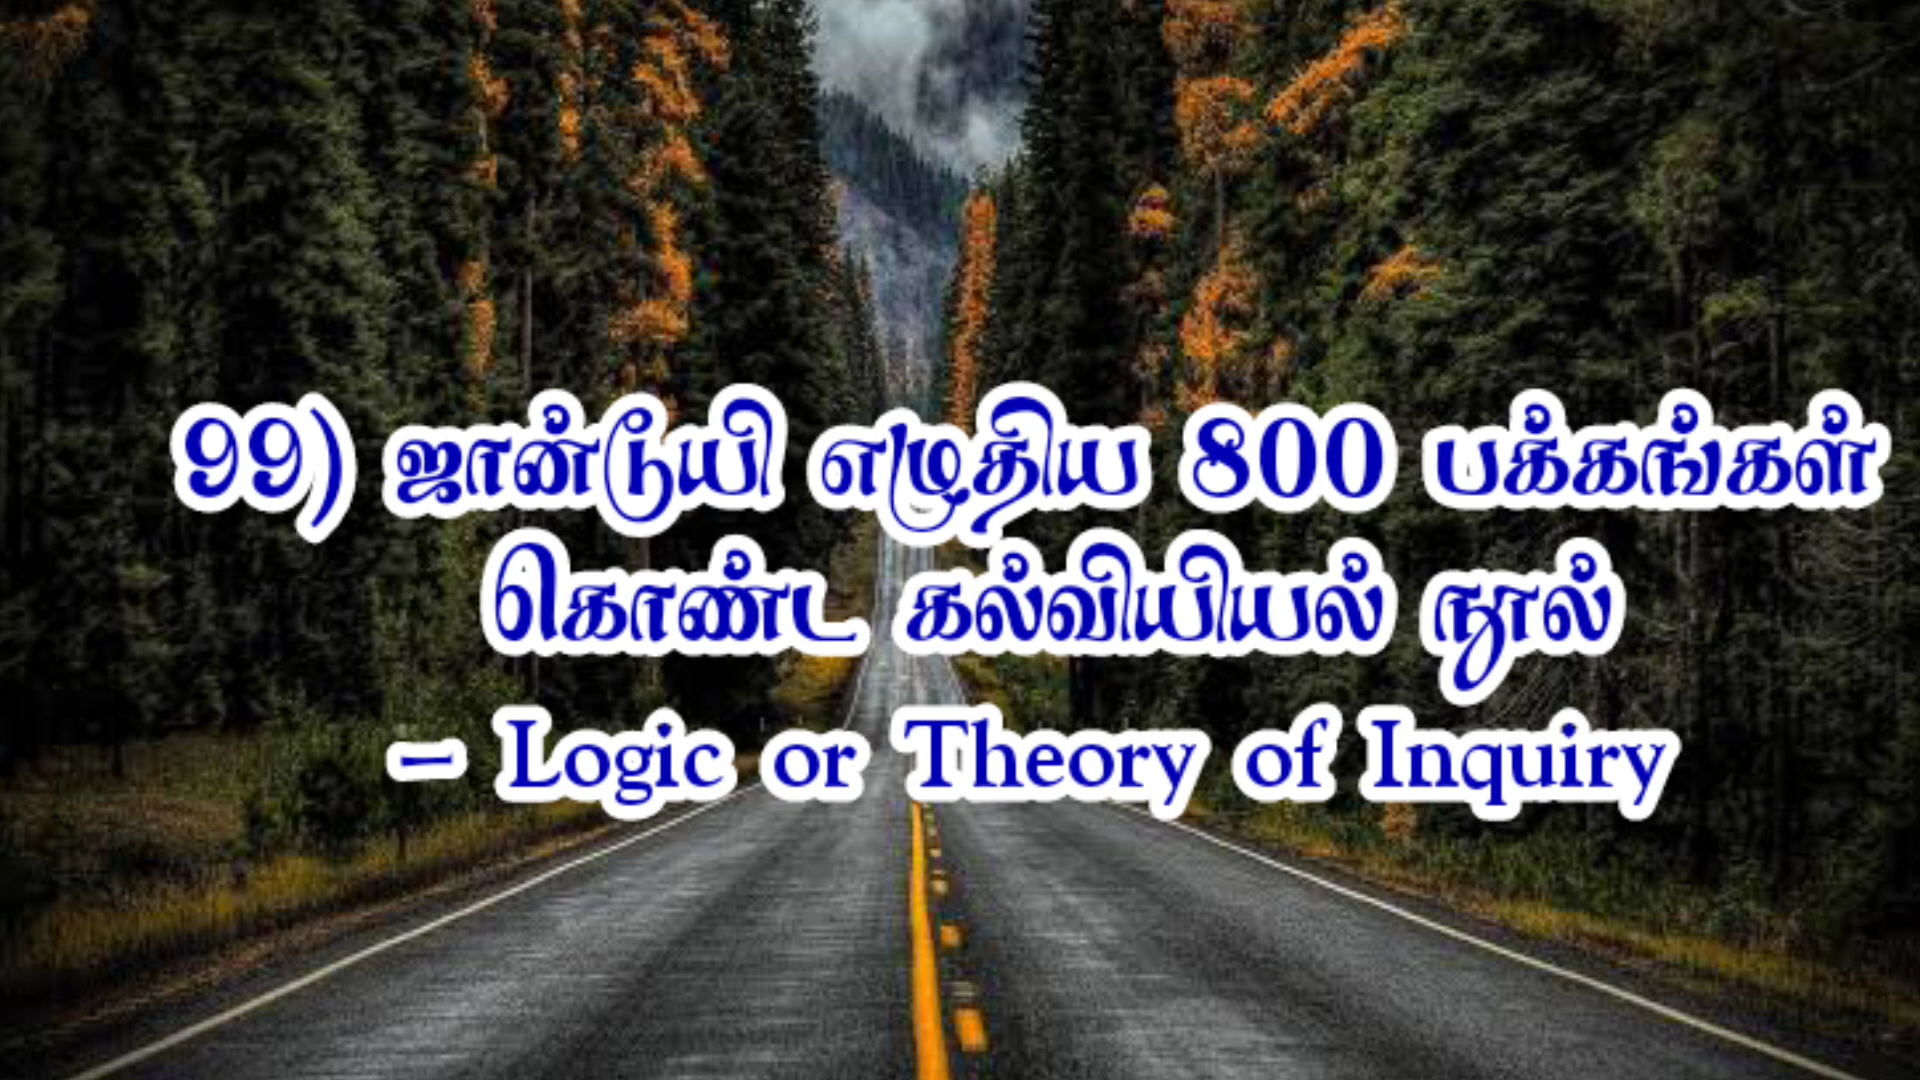 99) ஜான்டூயி எழுதிய 800 பக்கங்கள்
கொண்ட கல்வியியல் நூல்
– Logic or Theory of Inquiry